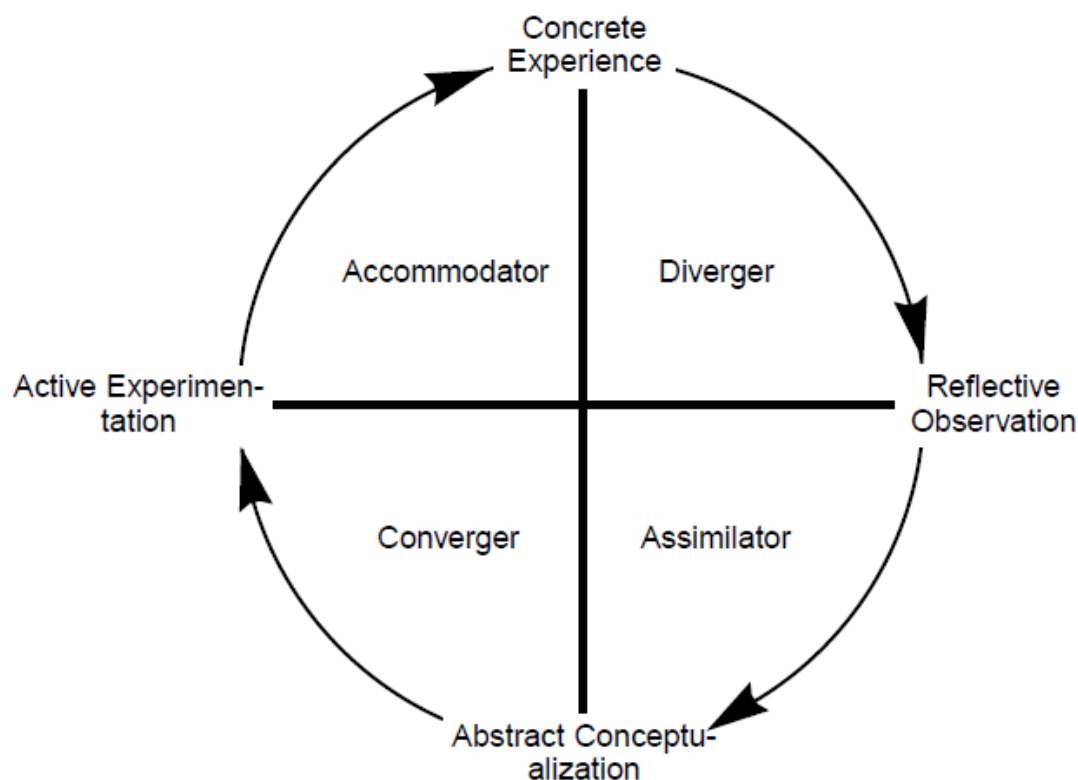 Concrete
Experience
Accommodator
Diverger
Active Experimen-
tation
Reflective
Observation
Converger
Assimilator
Abstract Conceptu-
alization